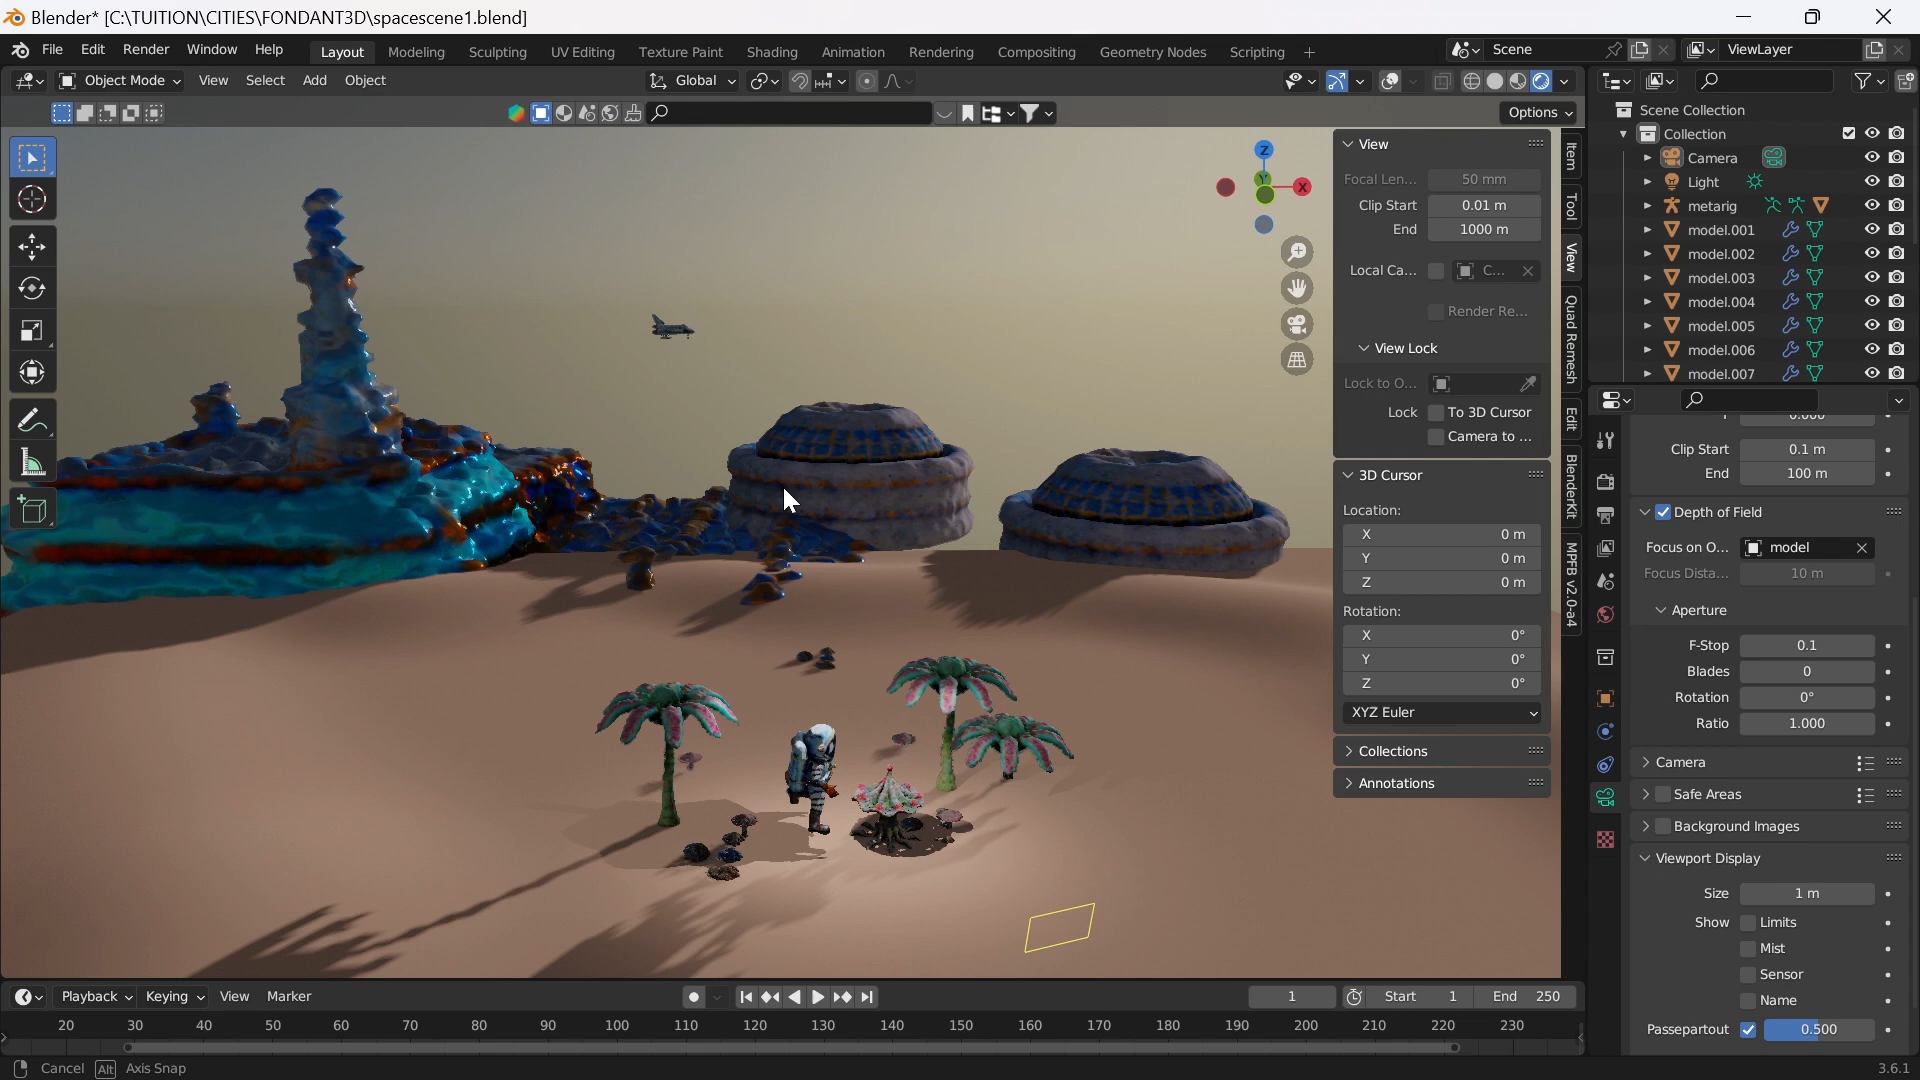 Blender* [C:\TUITION\CITIES\FONDANT3D\spacescene1.blend]
File Edit Render Window Help Layout Modeling Sculpting UV Editing Texture Paint Shading Animation Rendering Compositing Geometry Nodes Scripting + Scene ViewLayer
Object Mode View Select Add Object Global
Options
Scene Collection
Collection
Camera
Light
metarig
model.001
model.002
model.003
model.004
model.005
model.006
model.007
Z
Y
X
View
Focal Len... 50 mm
Clip Start 0.01 m
End 1000 m
Local Ca... C...
Render Re...
View Lock
Lock to O...
Lock To 3D Cursor
Camera to ...
3D Cursor
Location:
X 0 m
Y 0 m
Z 0 m
Rotation:
X 0°
Y 0°
Z 0°
XYZ Euler
Collections
Annotations
Item
Tool
View
Quad Remesh
Edit
BlenderKit
MPFB v2.0-a4
Clip Start 0.1 m
End 100 m
Depth of Field
Focus on O... model
Focus Dista... 10 m
Aperture
F-Stop 0.1
Blades 0
Rotation 0°
Ratio 1.000
Camera
Safe Areas
Background Images
Viewport Display
Size 1 m
Show Limits
Mist
Sensor
Name
Passepartout 0.500
Playback Keying View Marker 1 Start 1 End 250
20 30 40 50 60 70 80 90 100 110 120 130 140 150 160 170 180 190 200 210 220 230
Cancel Alt Axis Snap 3.6.1